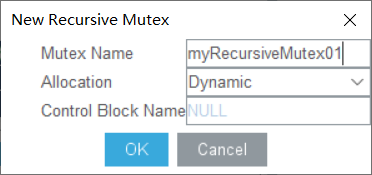 New Recursive Mutex
Mutex Name myRecursiveMutex01
Allocation Dynamic
Control Block Name NULL
OK Cancel